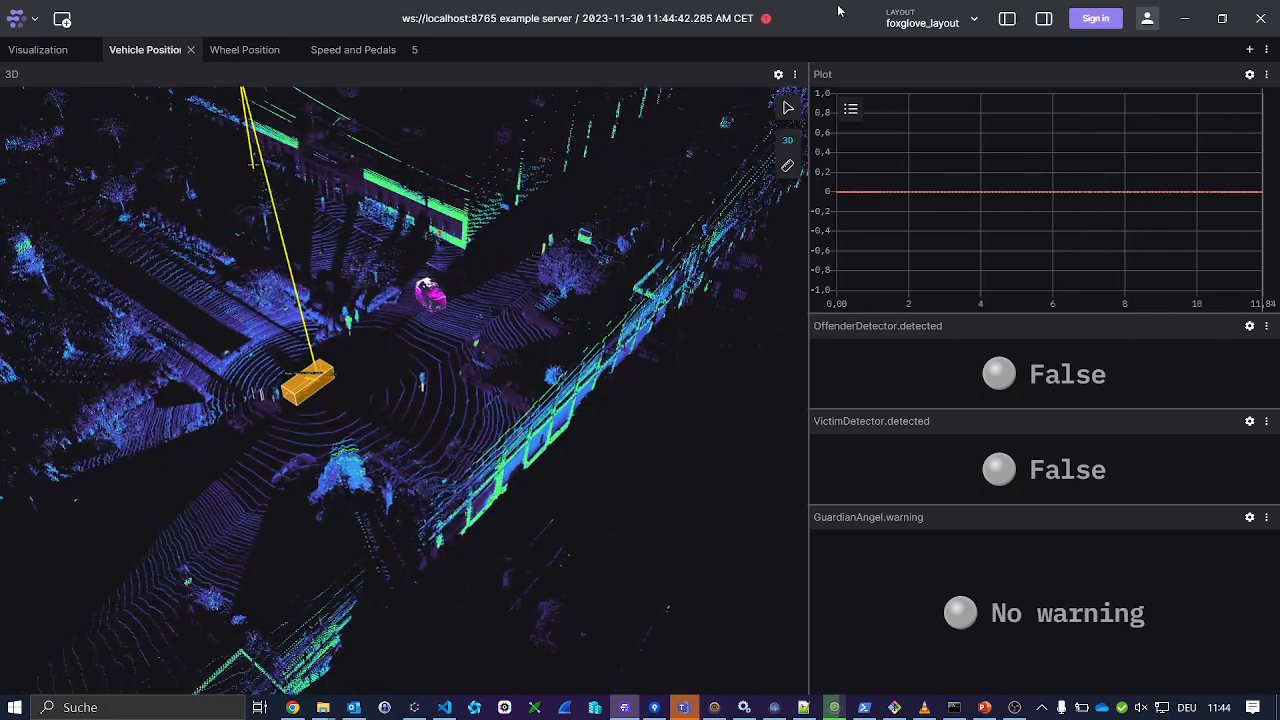 ws://localhost:8765 example server / 2023-11-30 11:44:42.291 AM CET
LAYOUT
foxglove_layout
Sign in
Visualization
Vehicle Position
Wheel Position
Speed and Pedals
5
3D
3D
Plot
1,0
0,8
0,6
0,4
0,2
0
-0,2
-0,4
-0,6
-0,8
-1,0
0,00 2 4 6 8 10 11,84
OffenderDetector.detected
False
VictimDetector.detected
False
GuardianAngel.warning
No warning
Suche
DEU
11:44